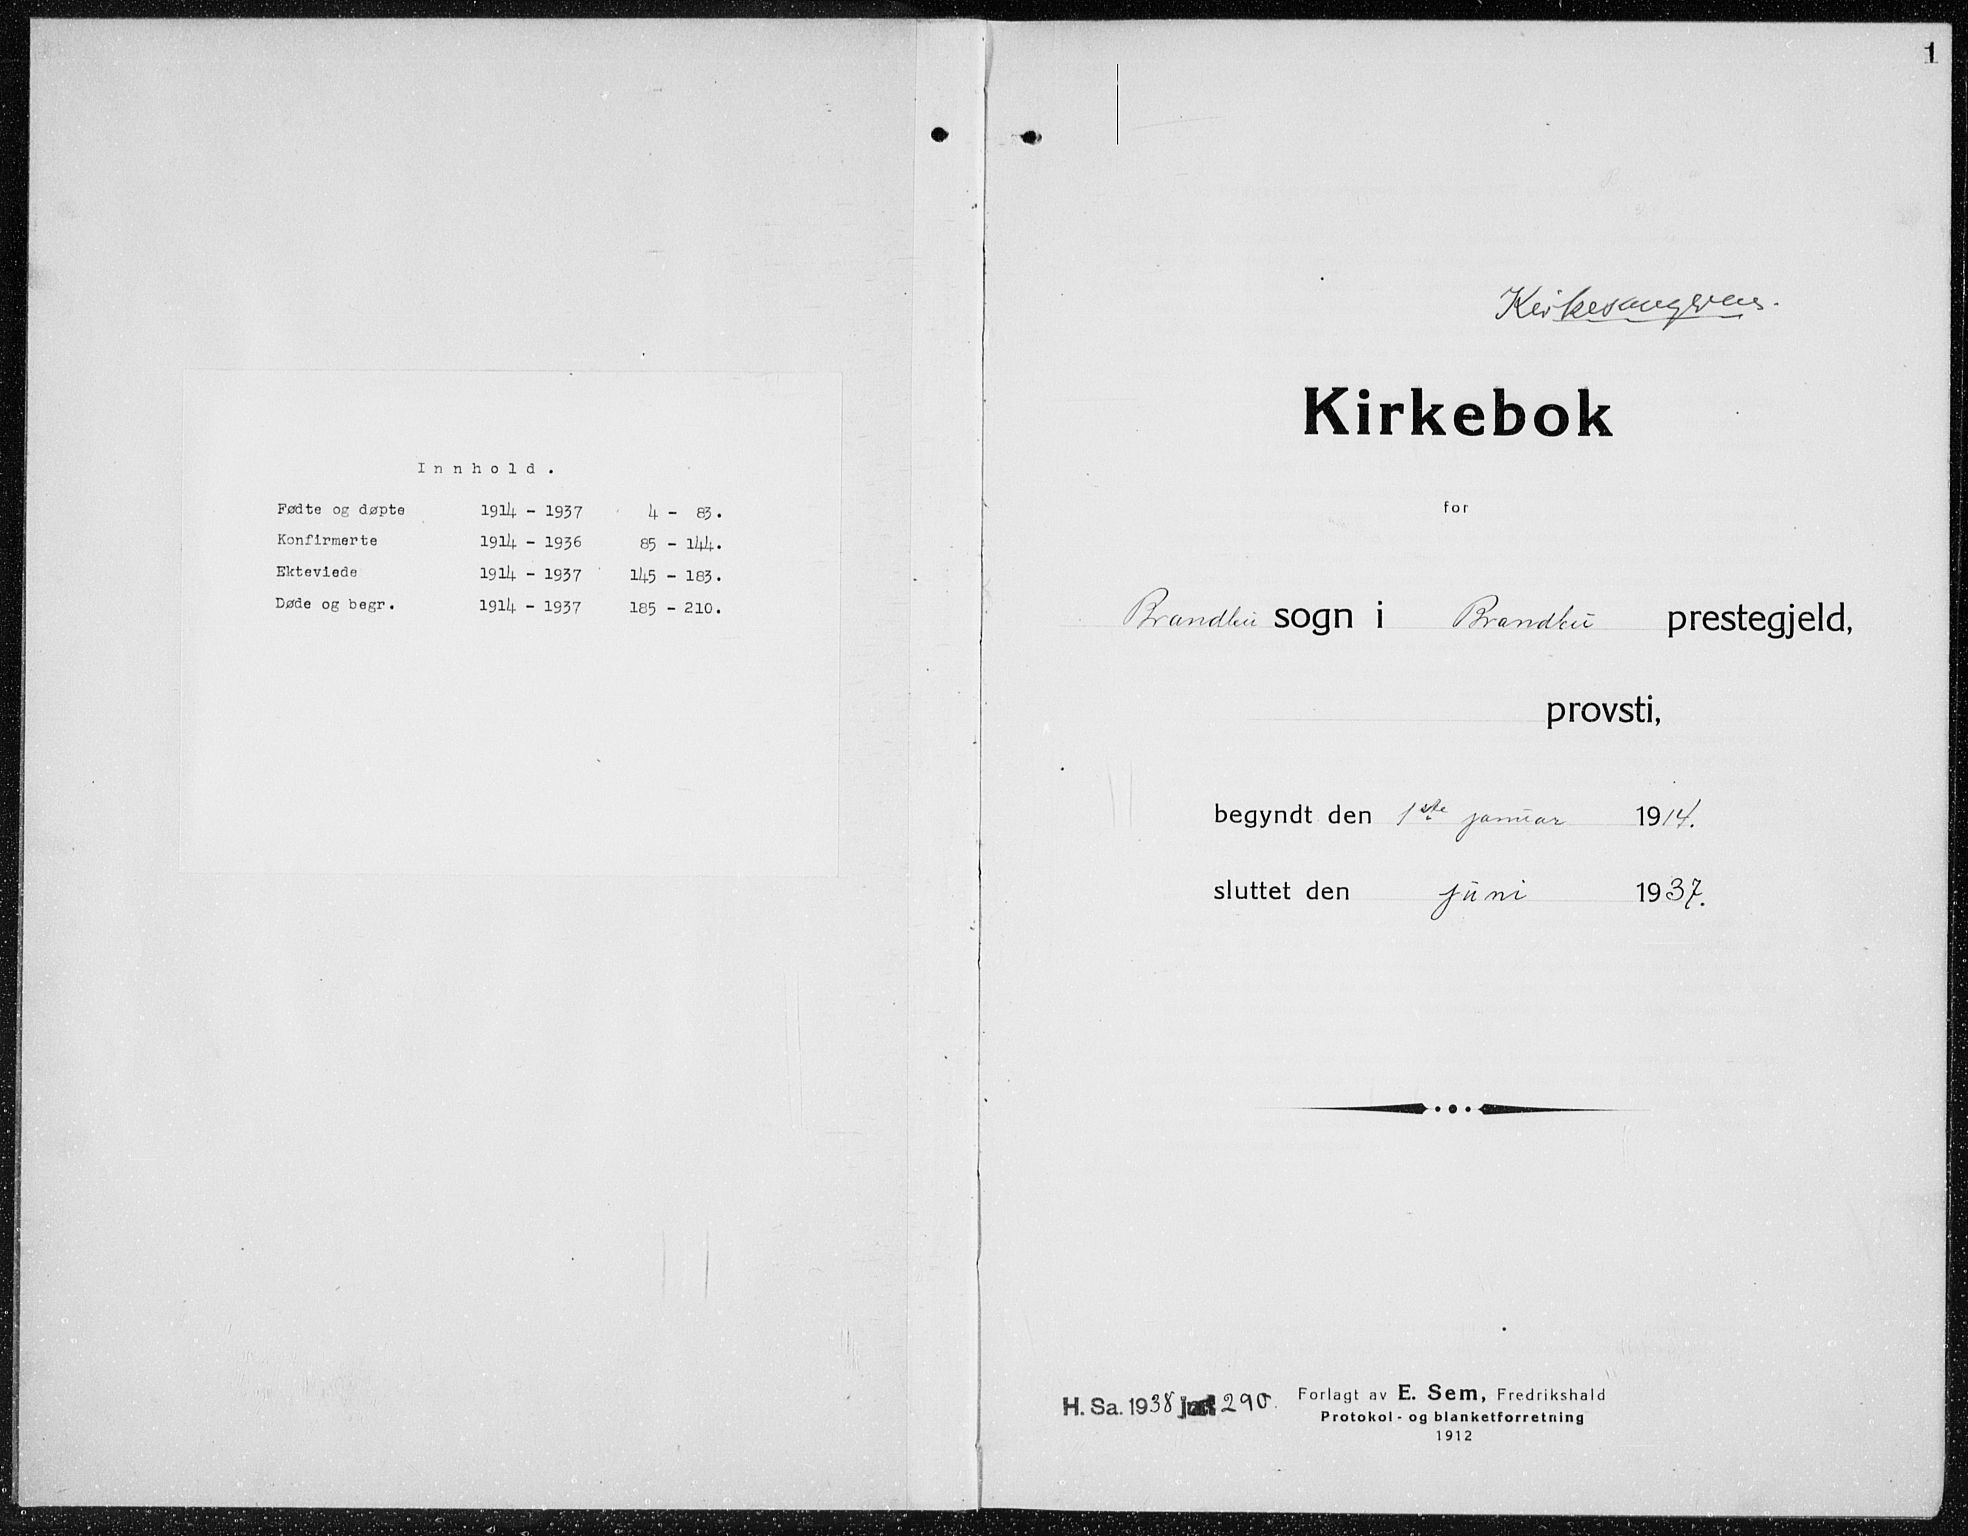 Innhold.
Fødte og døpte 1914 - 1937 4 - 83.
Konfirmerte 1914 - 1936 85 - 144.
Ekteviede 1914 - 1937 145 - 183.
Døde og begr. 1914 - 1937 185 - 210.
1
Kirkesangerens.
Kirkebok
for
Brandbu sogn i Brandbu prestegjeld,
provsti,
begyndt den 1ste januar 1914.
sluttet den juni 1937.
H. Sa. 1938 290.
Forlagt av E. Sem, Fredrikshald
Protokol- og blanketforretning
1912